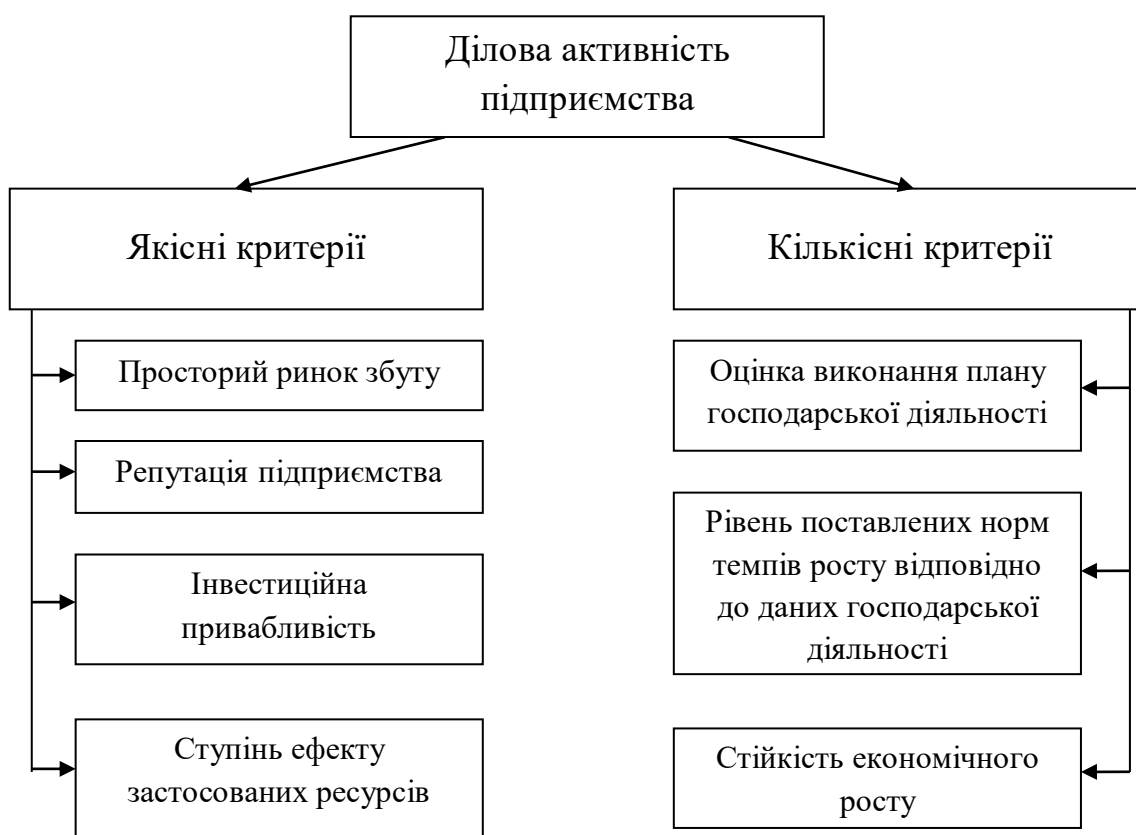 Ділова активність
підприємства
Якісні критерії
Кількісні критерії
Просторий ринок збуту
Репутація підприємства
Інвестиційна
привабливість
Ступінь ефекту
застосованих ресурсів
Оцінка виконання плану
господарської діяльності
Рівень поставлених норм
темпів росту відповідно
до даних господарської
діяльності
Стійкість економічного
росту